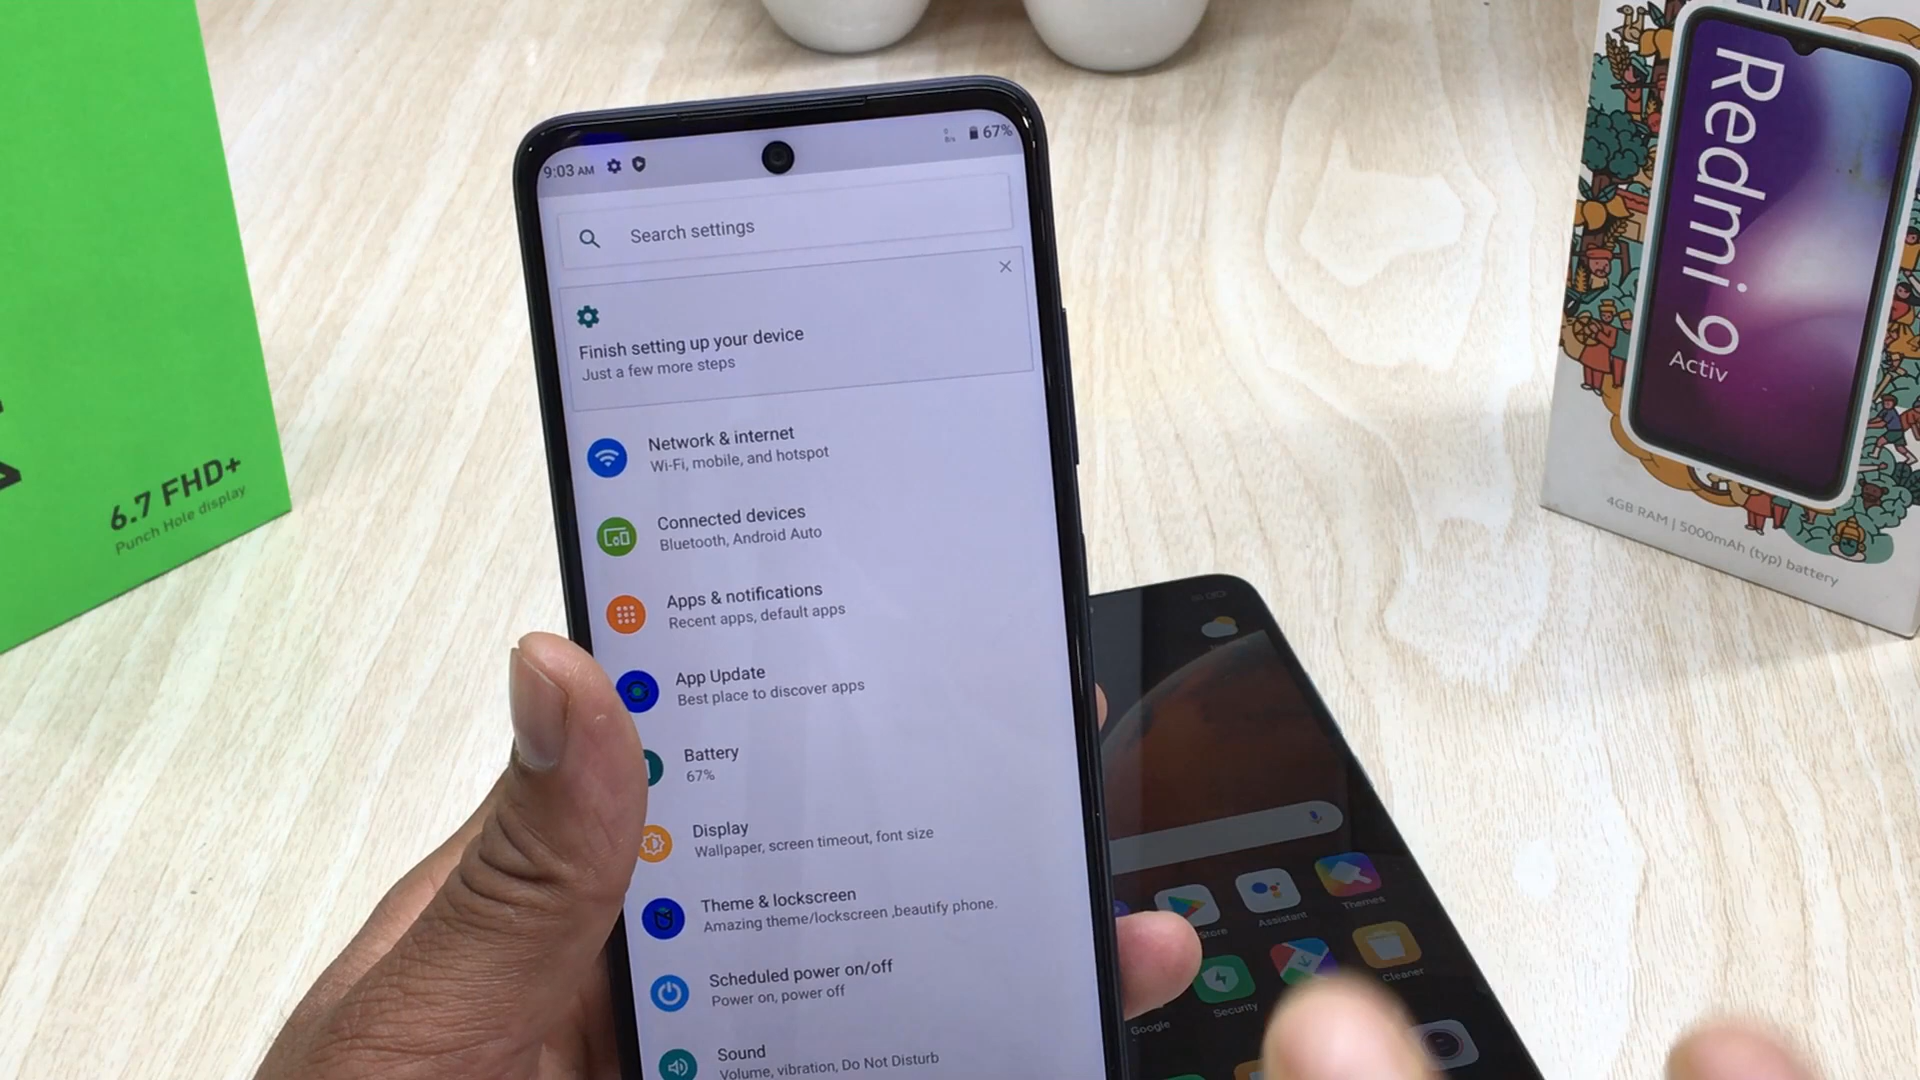 6.7 FHD+
Punch Hole display
9:03 AM
67%
Search settings
Finish setting up your device
Just a few more steps
Network & internet
Wi-Fi, mobile, and hotspot
Connected devices
Bluetooth, Android Auto
Apps & notifications
Recent apps, default apps
App Update
Best place to discover apps
Battery
67%
Display
Wallpaper, screen timeout, font size
Theme & lockscreen
Amazing theme/lockscreen ,beautify phone.
Scheduled power on/off
Power on, power off
Sound
Volume, vibration, Do Not Disturb
Store
Assistant
Themes
Google
Security
Cleaner
Redmi 9
Activ
4GB RAM | 5000mAh (typ) battery